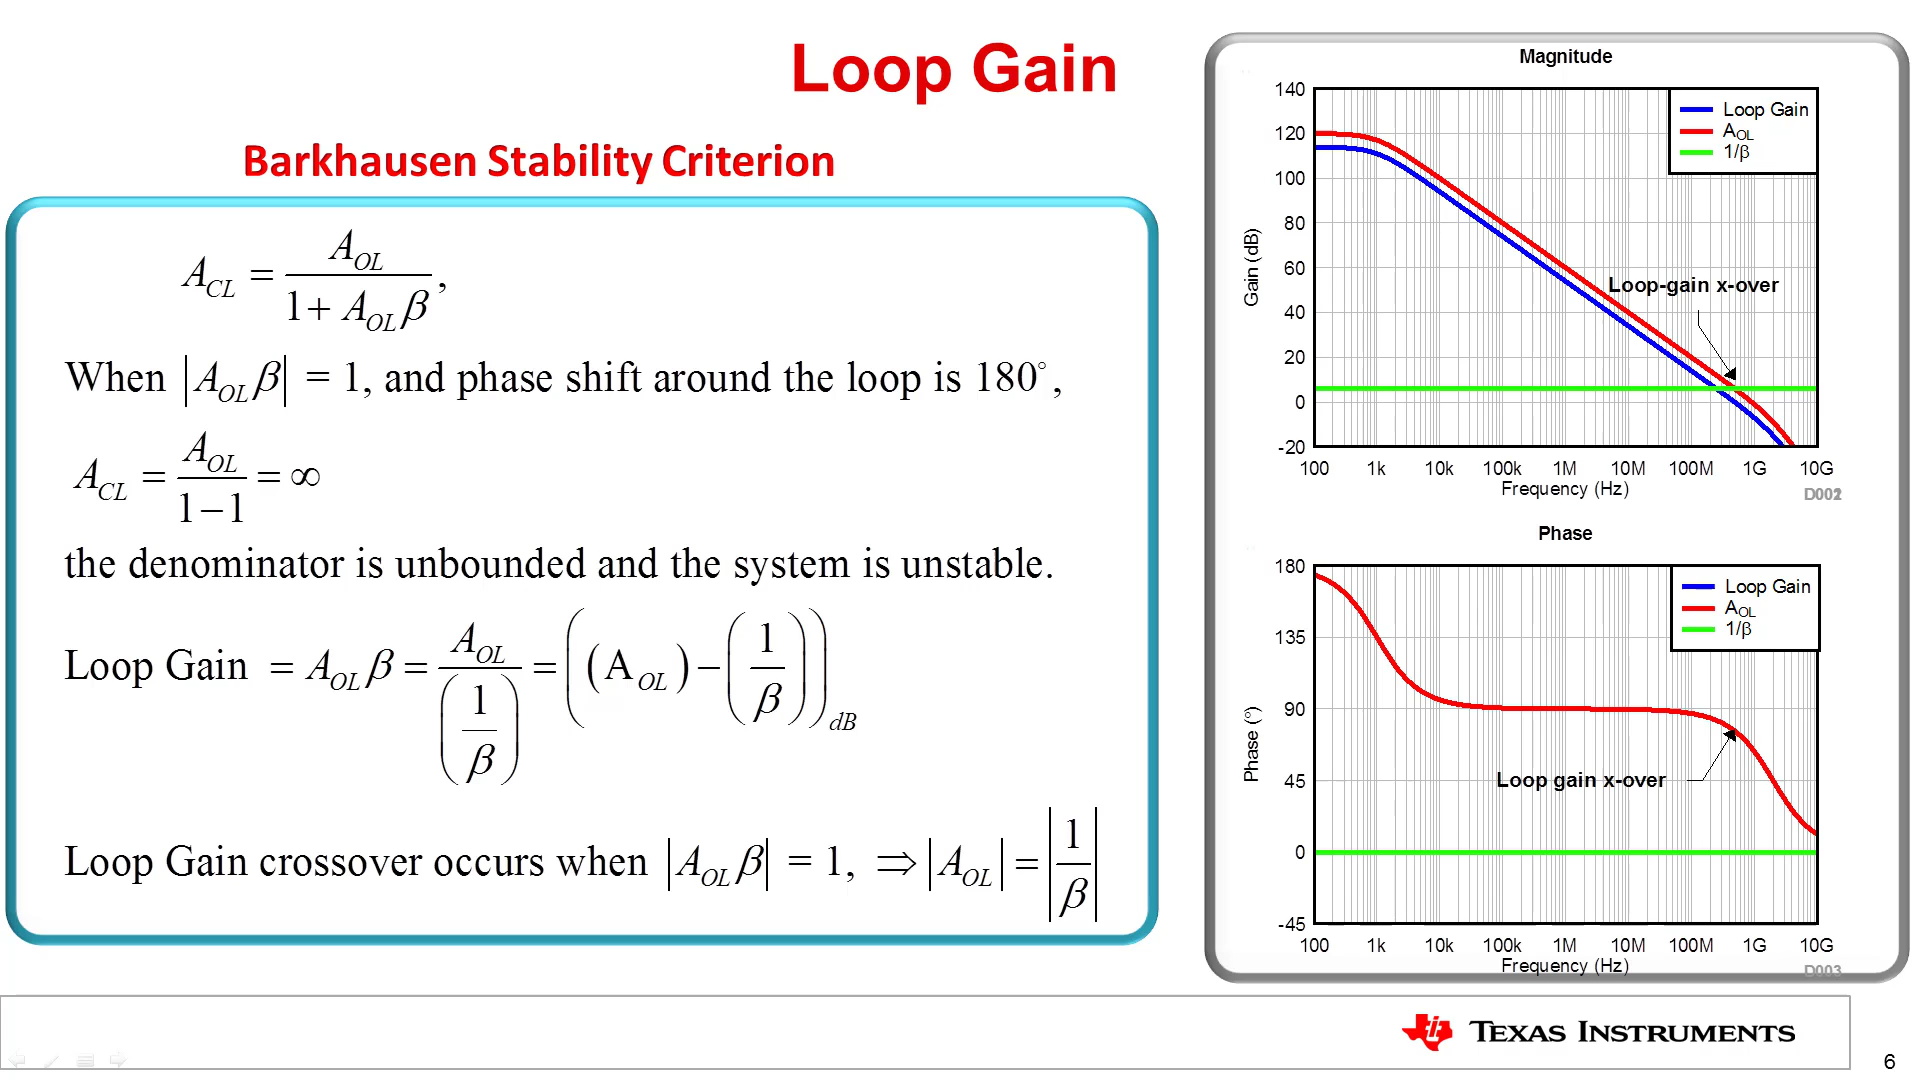 Loop Gain
Barkhausen Stability Criterion
A_CL = A_OL / (1 + A_OL β),
When |A_OL β| = 1, and phase shift around the loop is 180°,
A_CL = A_OL / (1 − 1) = ∞
the denominator is unbounded and the system is unstable.
Loop Gain = A_OL β = A_OL / (1/β) = ((A_OL) − (1/β))_dB
Loop Gain crossover occurs when |A_OL β| = 1, ⇒ |A_OL| = |1/β|
Magnitude
Loop Gain
A_OL
1/β
140
120
100
80
60
40
20
0
-20
Gain (dB)
Loop-gain x-over
100 1k 10k 100k 1M 10M 100M 1G 10G
Frequency (Hz)
Phase
Loop Gain
A_OL
1/β
180
135
90
45
0
-45
Phase (°)
Loop gain x-over
100 1k 10k 100k 1M 10M 100M 1G 10G
Frequency (Hz)
D003
TEXAS INSTRUMENTS
6